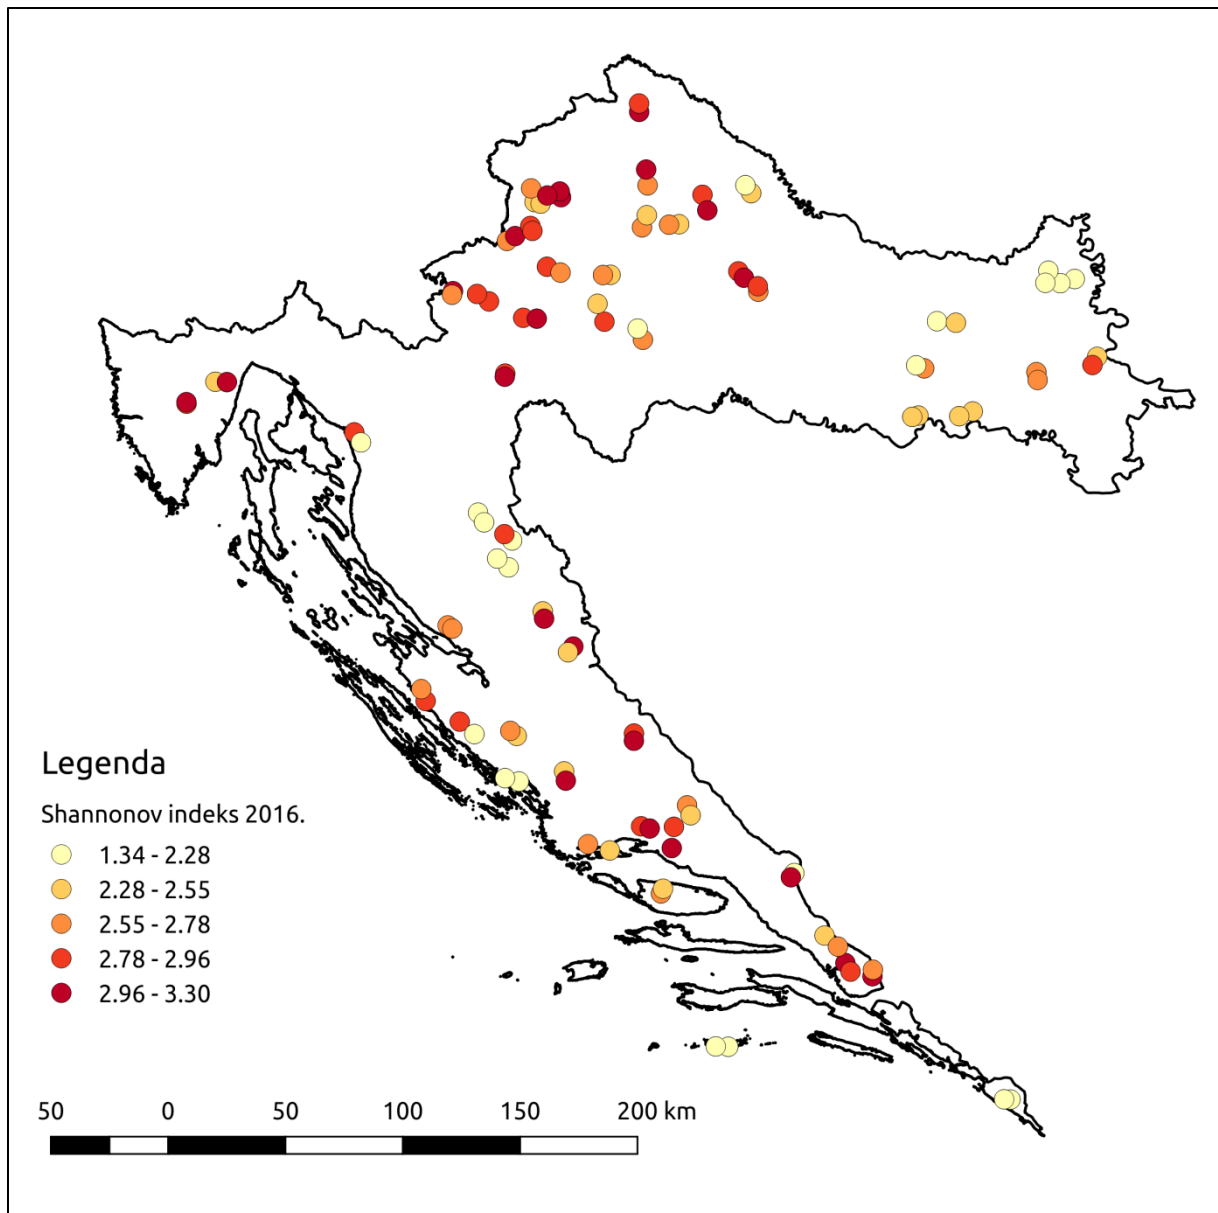 Legenda
Shannonov indeks 2016.
1.34 - 2.28
2.28 - 2.55
2.55 - 2.78
2.78 - 2.96
2.96 - 3.30
50 0 50 100 150 200 km